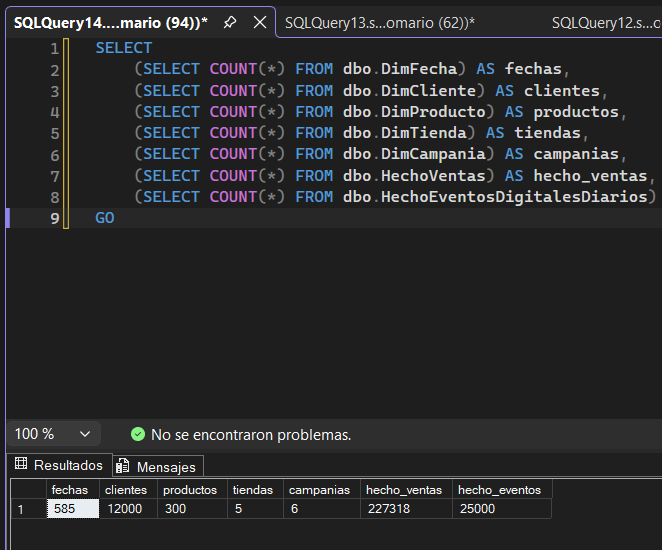 SQLQuery14....mario (94))* SQLQuery13.s...omario (62))* SQLQuery12.s...c
1 SELECT
2 (SELECT COUNT(*) FROM dbo.DimFecha) AS fechas,
3 (SELECT COUNT(*) FROM dbo.DimCliente) AS clientes,
4 (SELECT COUNT(*) FROM dbo.DimProducto) AS productos,
5 (SELECT COUNT(*) FROM dbo.DimTienda) AS tiendas,
6 (SELECT COUNT(*) FROM dbo.DimCampania) AS campanias,
7 (SELECT COUNT(*) FROM dbo.HechoVentas) AS hecho_ventas,
8 (SELECT COUNT(*) FROM dbo.HechoEventosDigitalesDiarios)
9 GO
100 % No se encontraron problemas.
Resultados Mensajes
fechas clientes productos tiendas campanias hecho_ventas hecho_eventos
1 585 12000 300 5 6 227318 25000